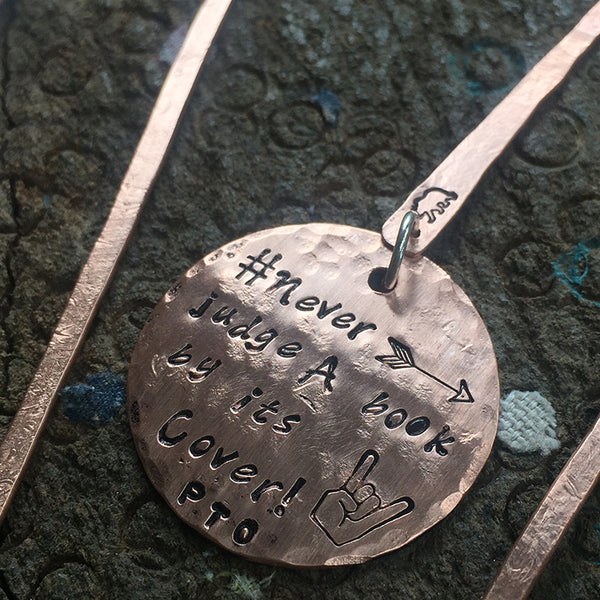 #Never
judge A book
by its
Cover!
P.T.O